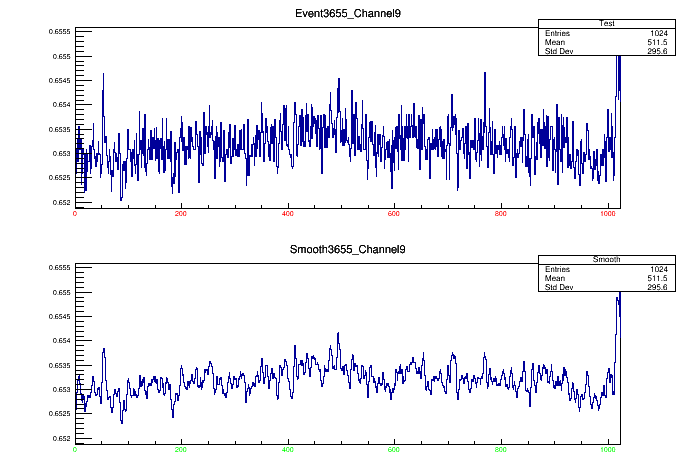 Event3655_Channel9
Test
Entries 1024
Mean 511.5
Std Dev 295.6
0.6555
0.655
0.6545
0.654
0.6535
0.653
0.6525
0.652
0 200 400 600 800 1000
Smooth3655_Channel9
Smooth
Entries 1024
Mean 511.5
Std Dev 295.6
0.6555
0.655
0.6545
0.654
0.6535
0.653
0.6525
0.652
0 200 400 600 800 1000